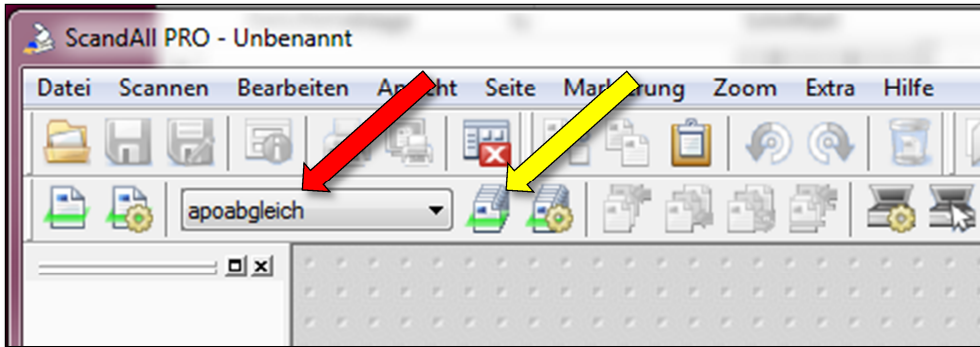 ScandAll PRO - Unbenannt
Datei Scannen Bearbeiten Seite Zoom Extra Hilfe
apoabgleich